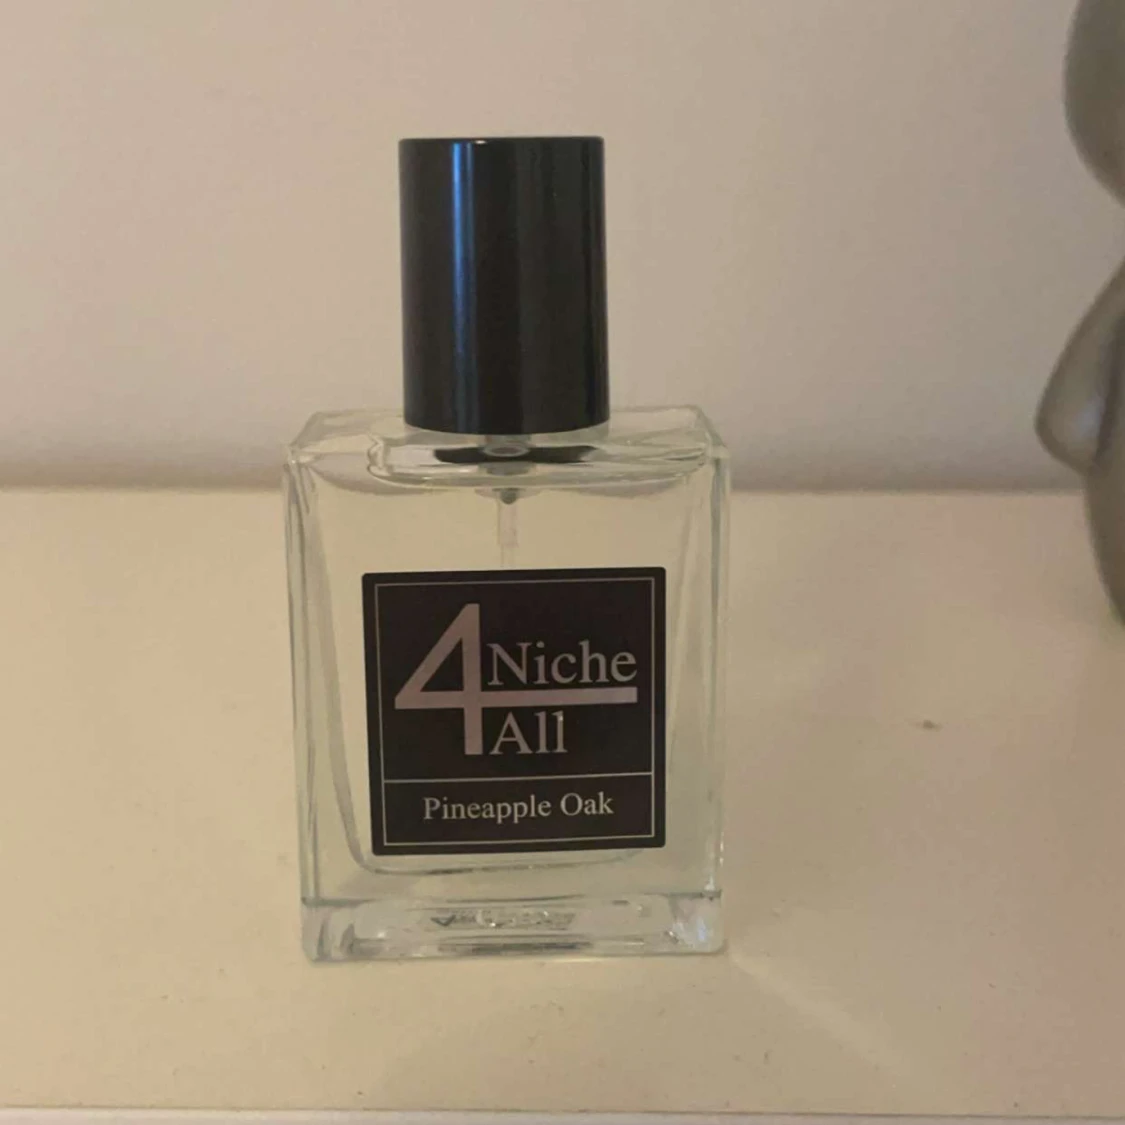 4 Niche
All
Pineapple Oak